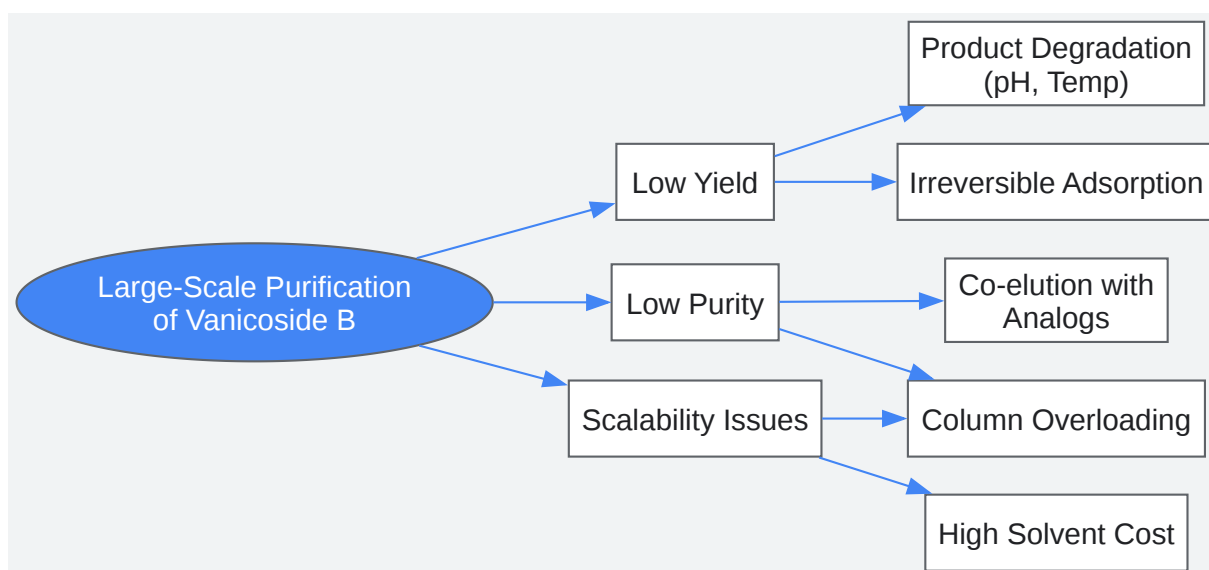 Large-Scale Purification
of Vanicoside B
Low Yield
Low Purity
Scalability Issues
Product Degradation
(pH, Temp)
Irreversible Adsorption
Co-elution with
Analogs
Column Overloading
High Solvent Cost